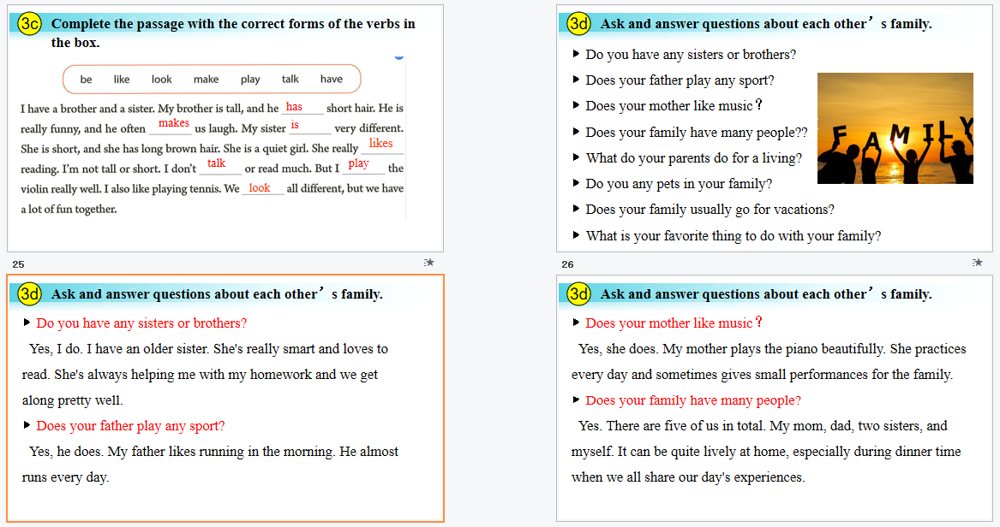 3c Complete the passage with the correct forms of the verbs in
the box.
be like look make play talk have
I have a brother and a sister. My brother is tall, and he has short hair. He is
really funny, and he often makes us laugh. My sister is very different.
She is short, and she has long brown hair. She is a quiet girl. She really likes
reading. I'm not tall or short. I don't talk or read much. But I play the
violin really well. I also like playing tennis. We look all different, but we have
a lot of fun together.
25
3d Ask and answer questions about each other’s family.
Do you have any sisters or brothers?
Does your father play any sport?
Does your mother like music？
Does your family have many people??
What do your parents do for a living?
Do you any pets in your family?
Does your family usually go for vacations?
What is your favorite thing to do with your family?
FAMILY
26
3d Ask and answer questions about each other’s family.
Do you have any sisters or brothers?
Yes, I do. I have an older sister. She's really smart and loves to
read. She's always helping me with my homework and we get
along pretty well.
Does your father play any sport?
Yes, he does. My father likes running in the morning. He almost
runs every day.
3d Ask and answer questions about each other’s family.
Does your mother like music？
Yes, she does. My mother plays the piano beautifully. She practices
every day and sometimes gives small performances for the family.
Does your family have many people?
Yes. There are five of us in total. My mom, dad, two sisters, and
myself. It can be quite lively at home, especially during dinner time
when we all share our day's experiences.